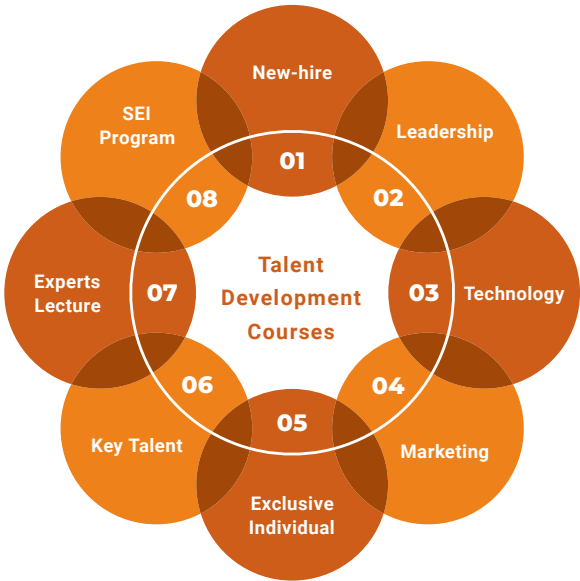 New-hire
01
Leadership
02
Technology
03
Marketing
04
Exclusive
Individual
05
Key Talent
06
Experts
Lecture
07
SEI
Program
08
Talent
Development
Courses